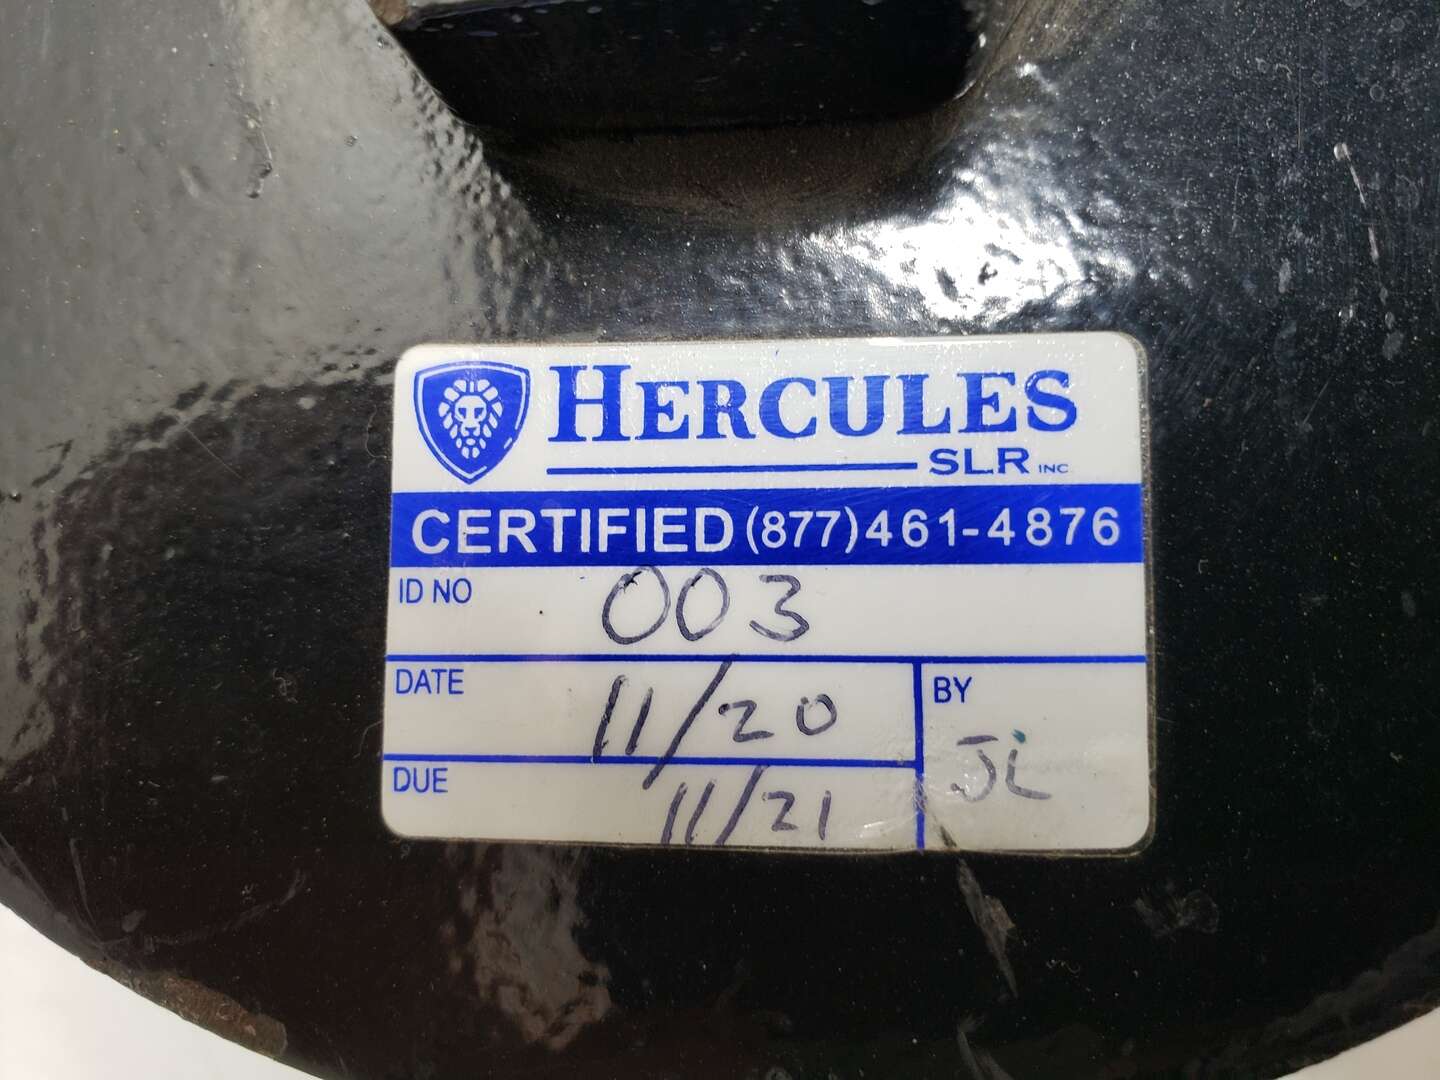 HERCULES
SLR INC.
CERTIFIED (877) 461-4876
ID NO 003
DATE 11/20 BY JL
DUE 11/21